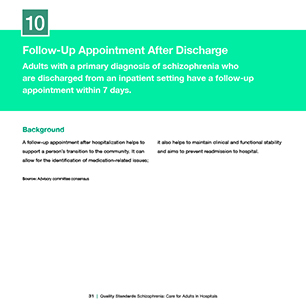 10
Follow-Up Appointment After Discharge
Adults with a primary diagnosis of schizophrenia who
are discharged from an inpatient setting have a follow-up
appointment within 7 days.
Background
A follow-up appointment after hospitalization helps to
support a person's transition to the community. It can
allow for the identification of medication-related issues;
it also helps to maintain clinical and functional stability
and aims to prevent readmission to hospital.
Source: Advisory committee consensus
31 | Quality Standards Schizophrenia: Care for Adults in Hospitals